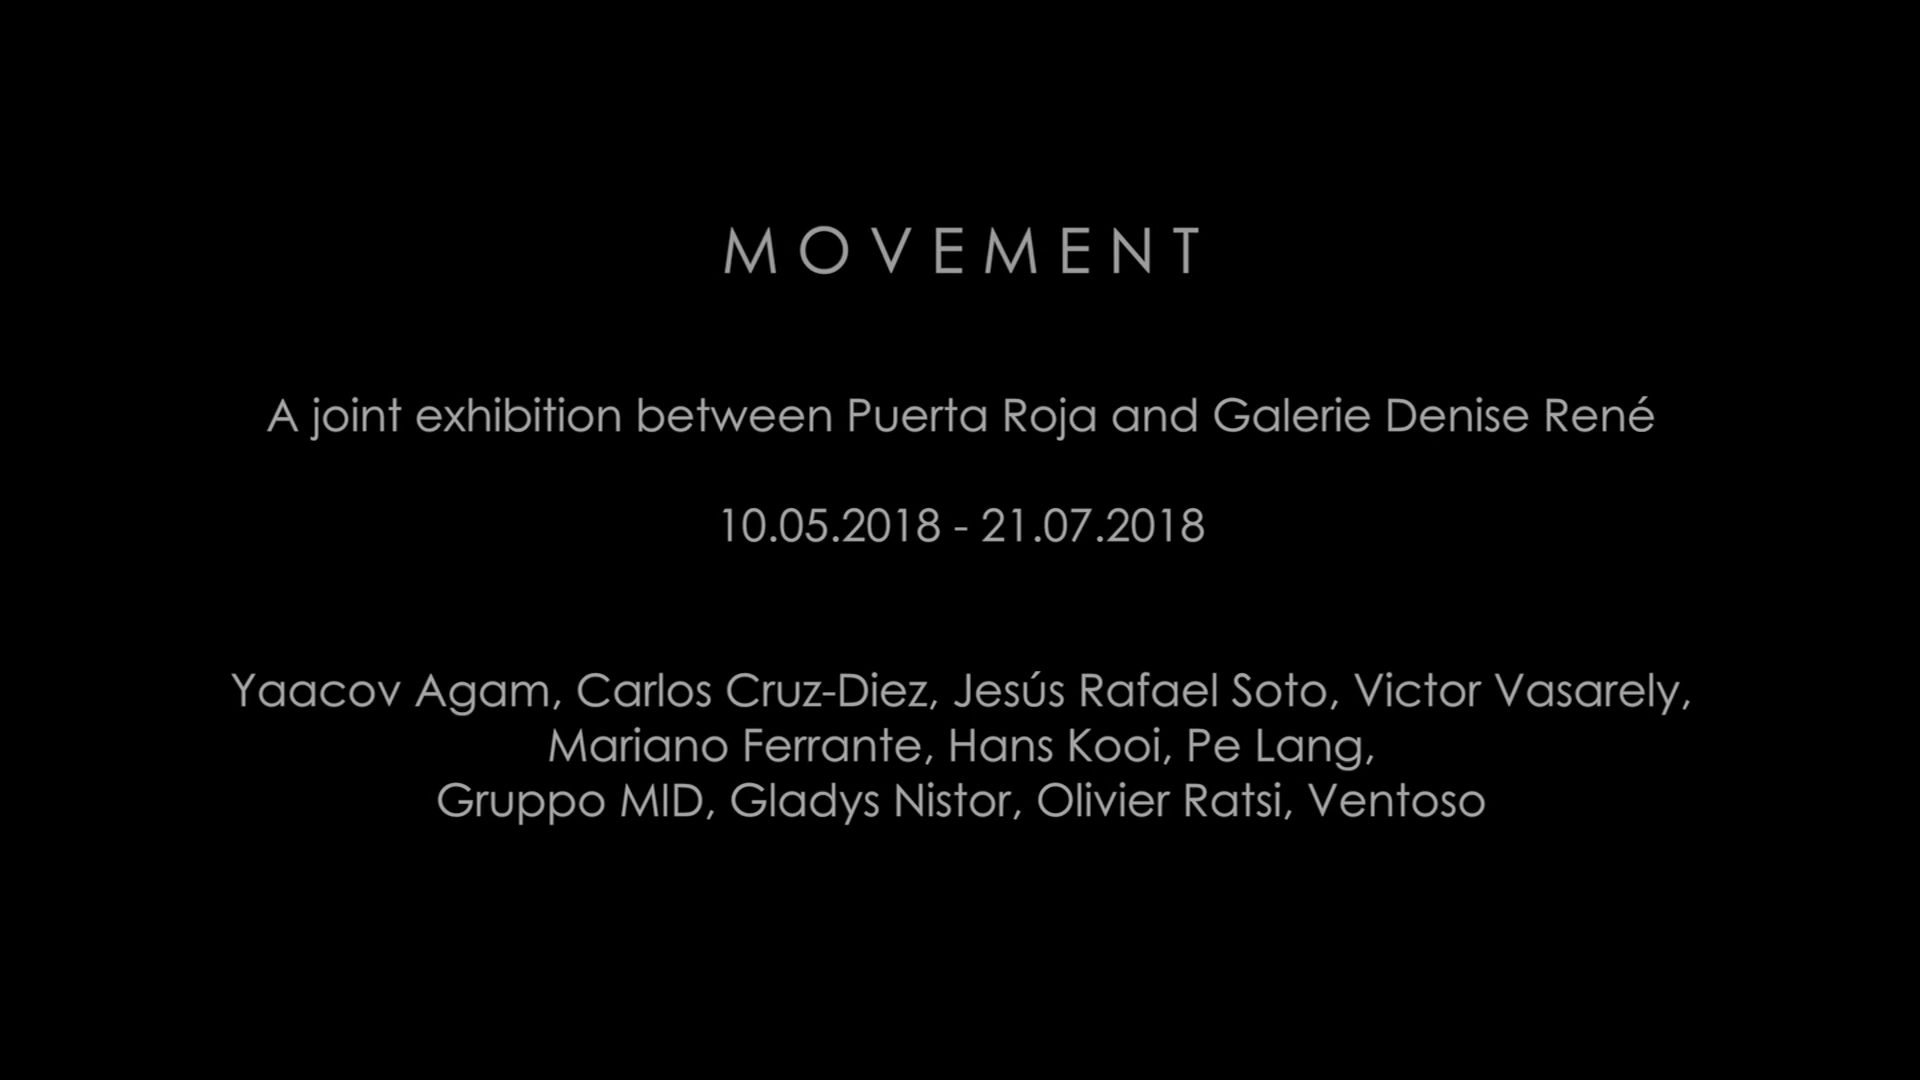 MOVEMENT
A joint exhibition between Puerta Roja and Galerie Denise René
10.05.2018 - 21.07.2018
Yaacov Agam, Carlos Cruz-Diez, Jesús Rafael Soto, Victor Vasarely,
Mariano Ferrante, Hans Kooi, Pe Lang,
Gruppo MID, Gladys Nistor, Olivier Ratsi, Ventoso